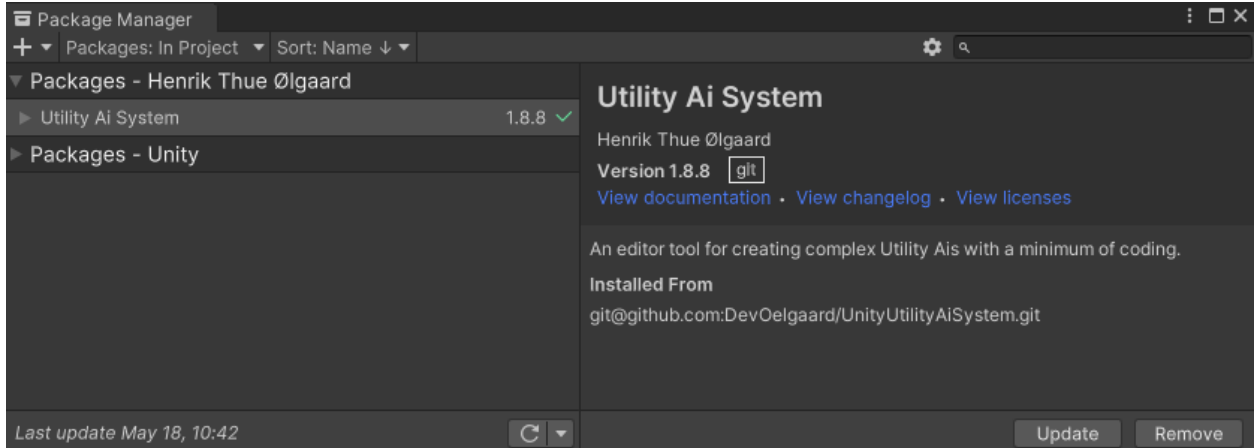 Package Manager
Packages: In Project Sort: Name ↓
Packages - Henrik Thue Ølgaard
Utility Ai System 1.8.8
Packages - Unity
Last update May 18, 10:42
Utility Ai System
Henrik Thue Ølgaard
Version 1.8.8 git
View documentation • View changelog • View licenses
An editor tool for creating complex Utility Ais with a minimum of coding.
Installed From
git@github.com:DevOelgaard/UnityUtilityAiSystem.git
Update Remove